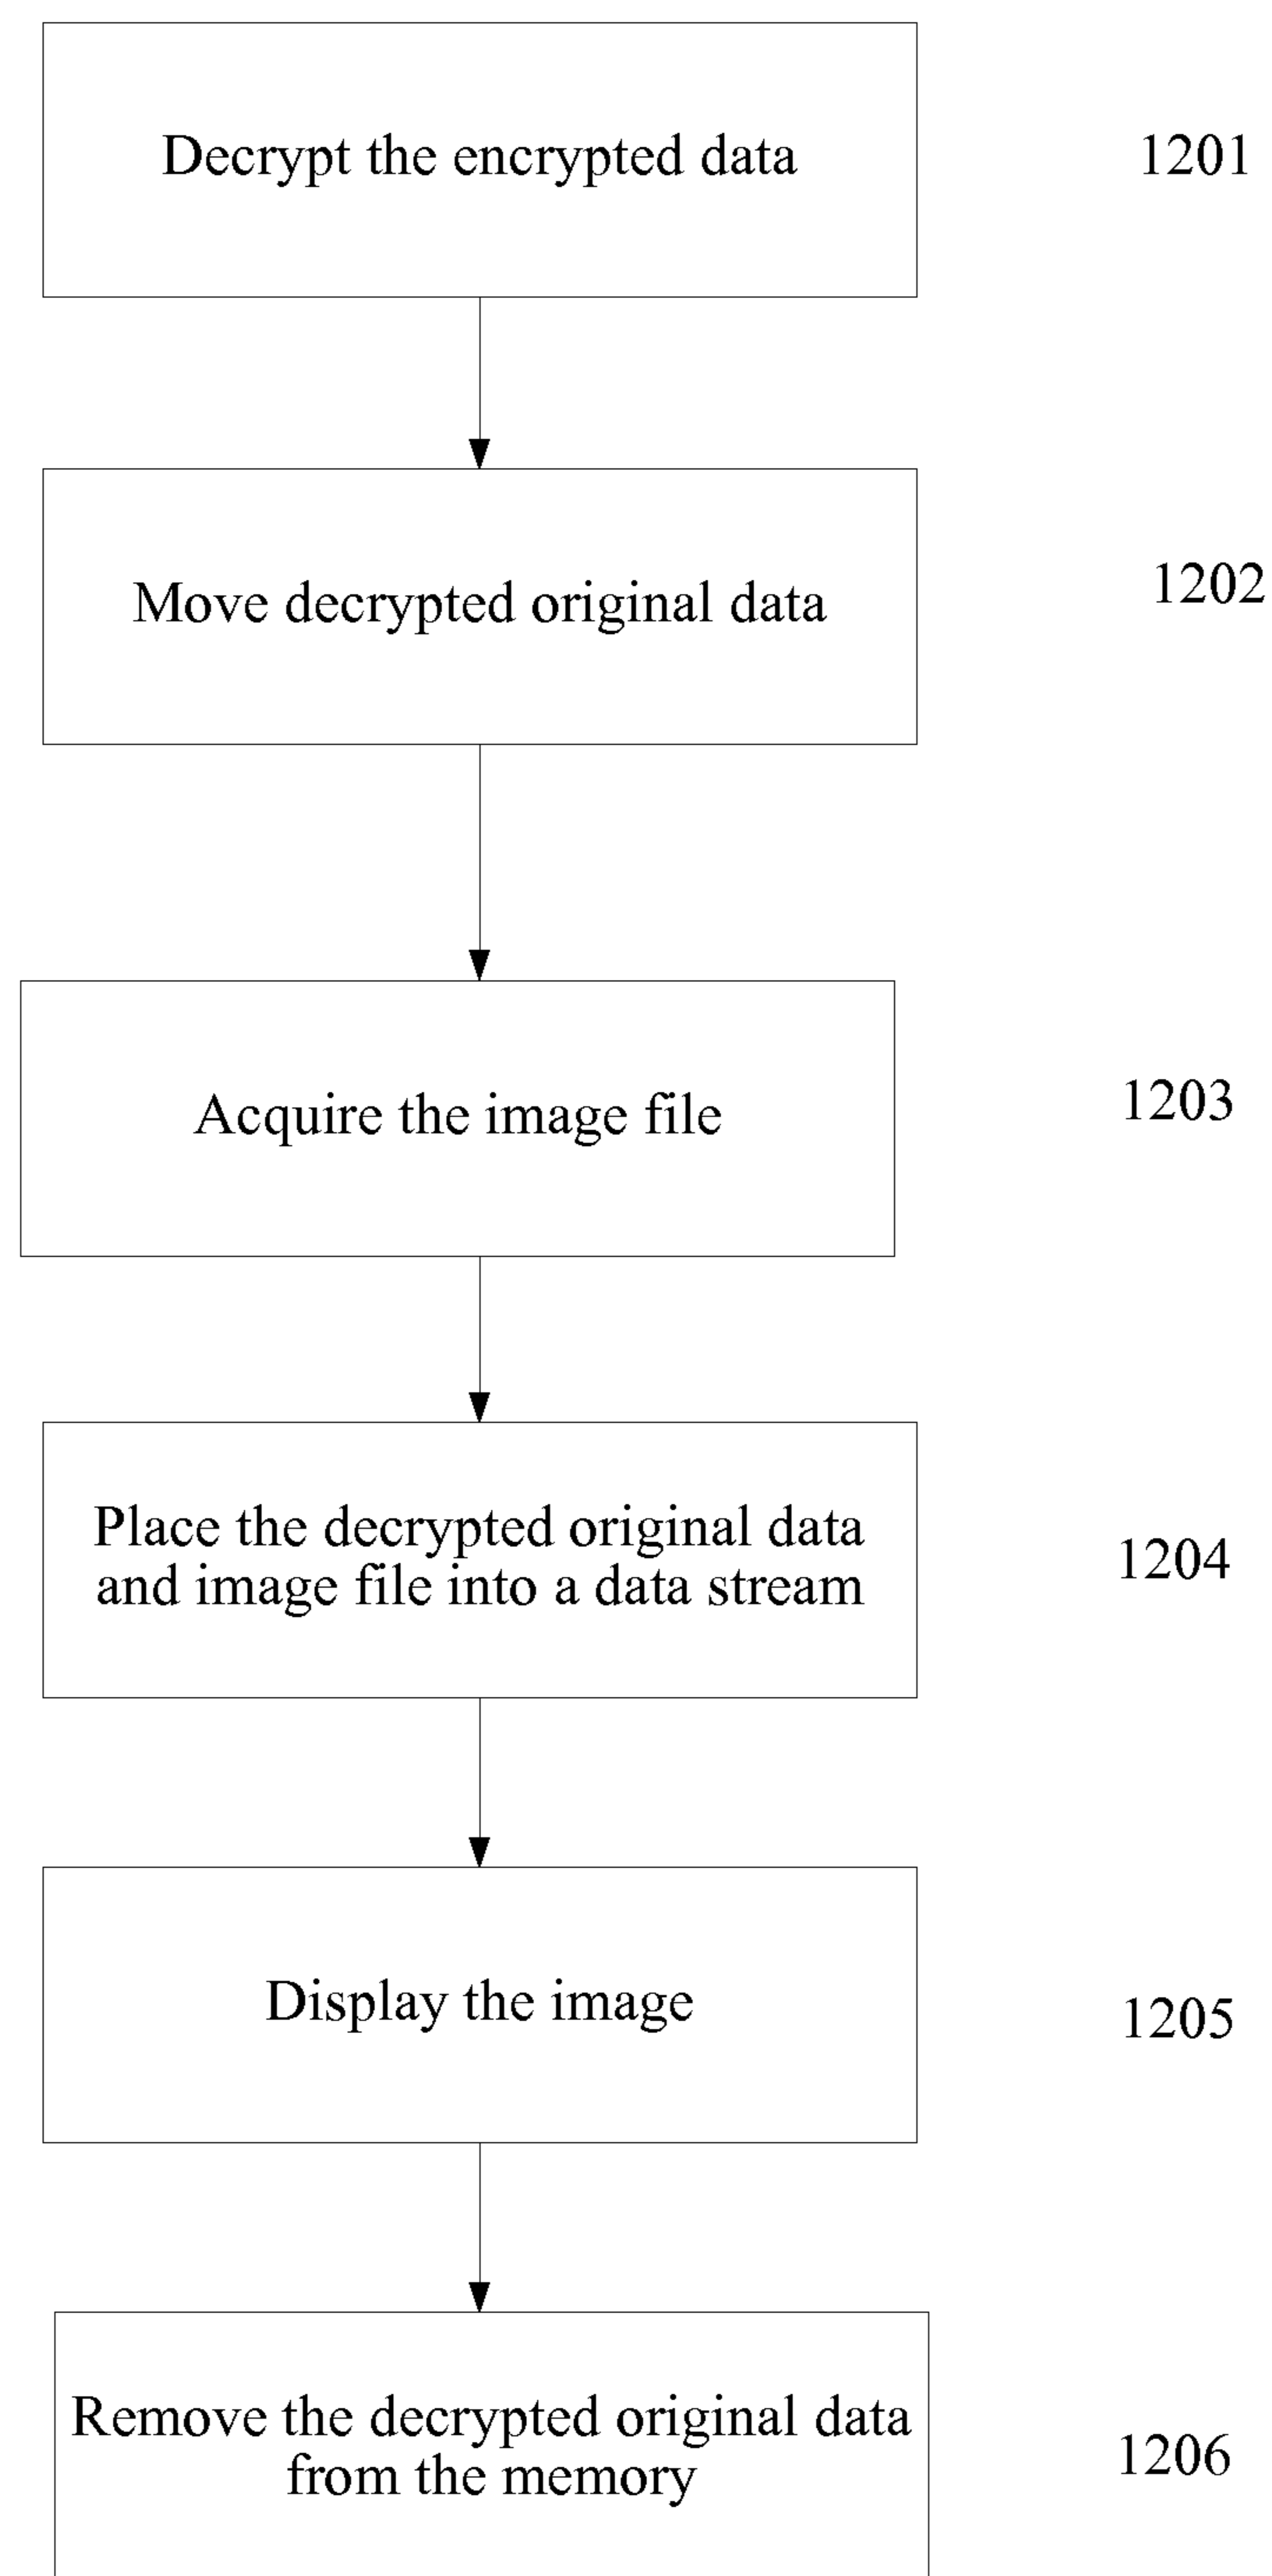 Decrypt the encrypted data
1201
Move decrypted original data
1202
Acquire the image file
1203
Place the decrypted original data
and image file into a data stream
1204
Display the image
1205
Remove the decrypted original data
from the memory
1206